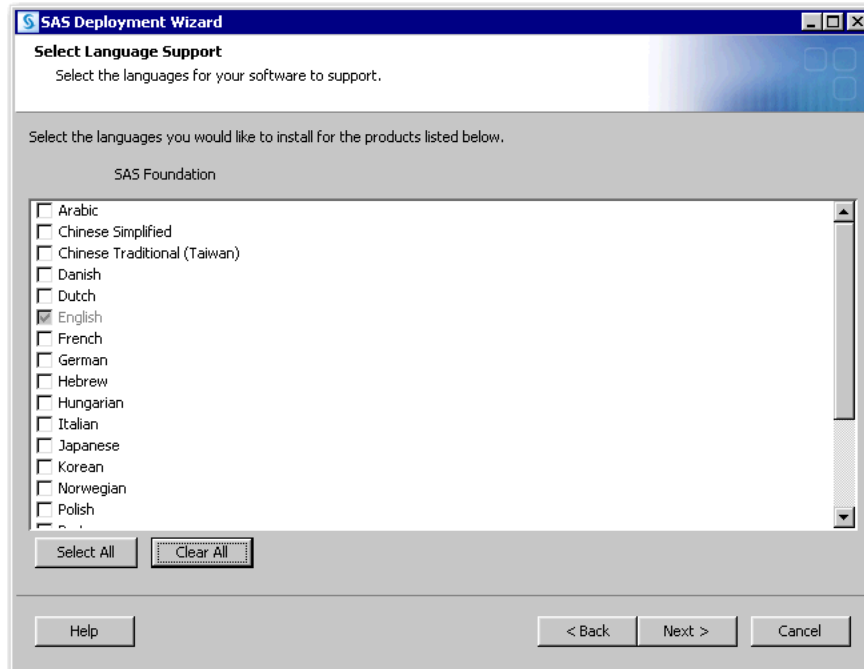 SAS Deployment Wizard
Select Language Support
Select the languages for your software to support.
Select the languages you would like to install for the products listed below.
SAS Foundation
Arabic
Chinese Simplified
Chinese Traditional (Taiwan)
Danish
Dutch
English
French
German
Hebrew
Hungarian
Italian
Japanese
Korean
Norwegian
Polish
Select All Clear All
Help < Back Next > Cancel